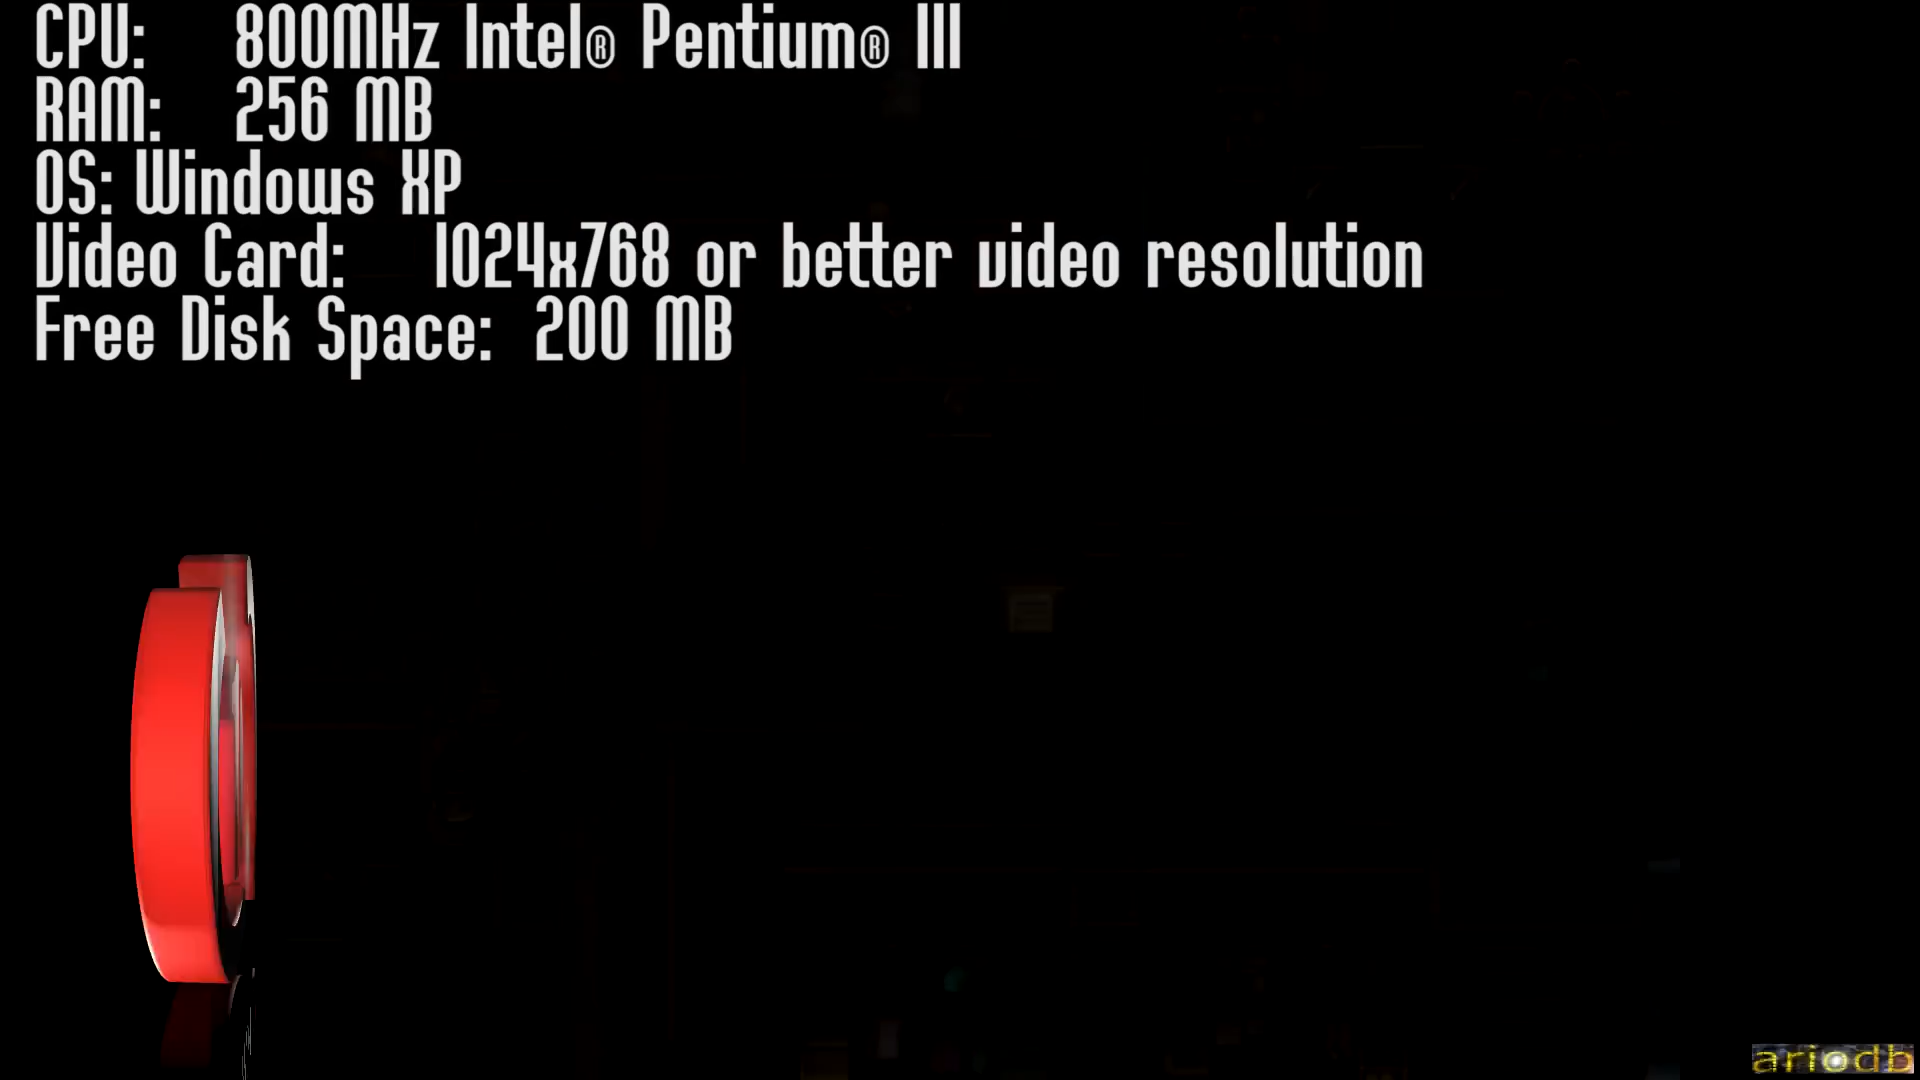 CPU: 800MHz Intel® Pentium® III
RAM: 256 MB
OS: Windows XP
Video Card: 1024x768 or better video resolution
Free Disk Space: 200 MB
ariodb